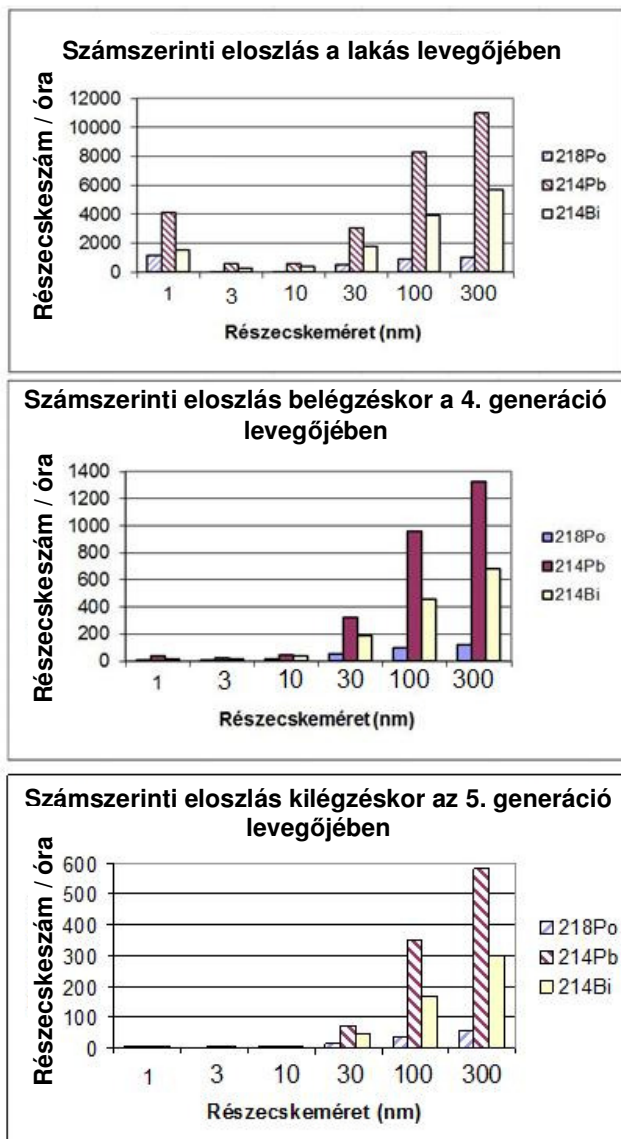 Számszerinti eloszlás a lakás levegőjében
Részecskeszám / óra
12000
10000
8000
6000
4000
2000
0
1 3 10 30 100 300
Részecskeméret (nm)
218Po
214Pb
214Bi
Számszerinti eloszlás belégzéskor a 4. generáció
levegőjében
Részecskeszám / óra
1400
1200
1000
800
600
400
200
0
1 3 10 30 100 300
Részecskeméret (nm)
218Po
214Pb
214Bi
Számszerinti eloszlás kilégzéskor az 5. generáció
levegőjében
Részecskeszám / óra
600
500
400
300
200
100
0
1 3 10 30 100 300
Részecskeméret (nm)
218Po
214Pb
214Bi